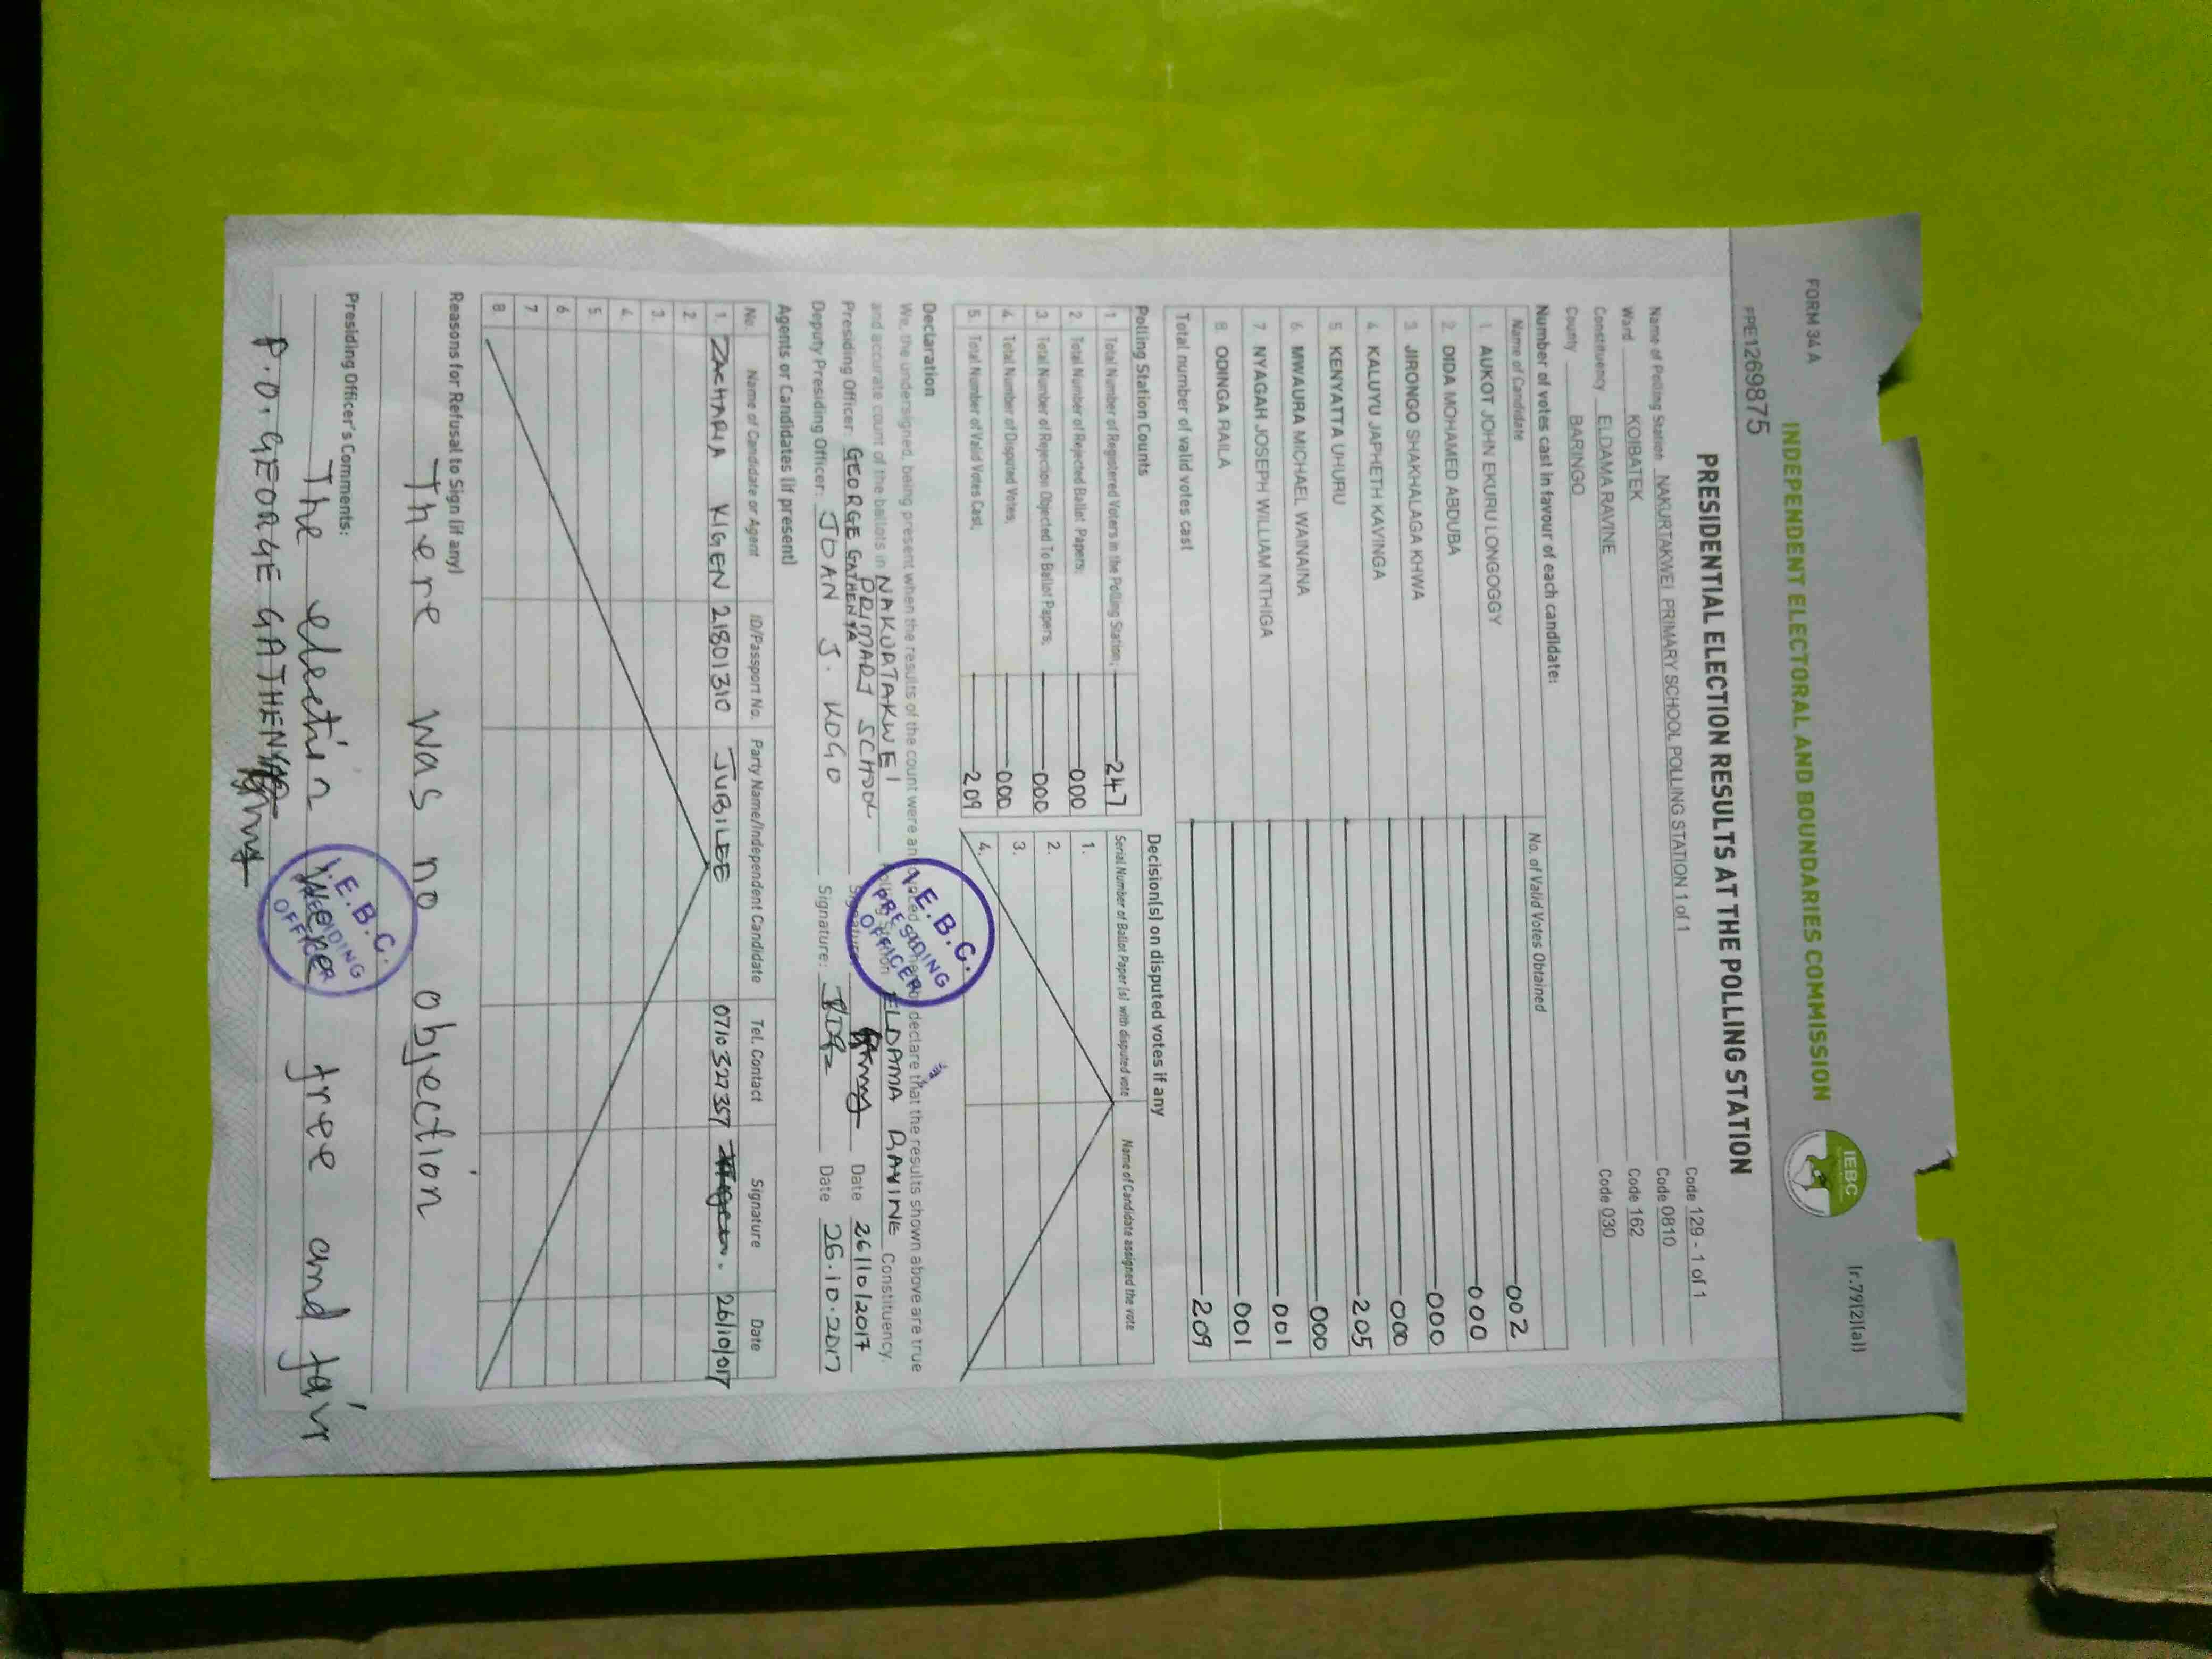 FORM 34 A
(r.79(2)(a))
INDEPENDENT ELECTORAL AND BOUNDARIES COMMISSION
IEBC
PPE1269875
PRESIDENTIAL ELECTION RESULTS AT THE POLLING STATION
Name of Polling Station NAKURTAKWEI PRIMARY SCHOOL POLLING STATION 1 of 1 Code 129 - 1 of 1
Ward KOIBATEK Code 0810
Constituency ELDAMA RAVINE Code 162
County BARINGO Code 030
Number of votes cast in favour of each candidate:
Name of Candidate No. of Valid Votes Obtained
1. AUKOT JOHN EKURU LONGOGGY 002
2. DIDA MOHAMED ABDUBA 000
3. JIRONGO SHAKHALAGA KHWA 000
4. KALUYU JAPHETH KAVINGA 000
5. KENYATTA UHURU 205
6. MWAURA MICHAEL WAINAINA 000
7. NYAGAH JOSEPH WILLIAM NTHIGA 001
8. ODINGA RAILA 001
Total number of valid votes cast 209
Polling Station Counts
1. Total Number of Registered Voters in the Polling Station; 247
2. Total Number of Rejected Ballot Papers; 000
3. Total Number of Rejection Objected To Ballot Papers; 000
4. Total Number of Disputed Votes; 000
5. Total Number of Valid Votes Cast; 209
Decision(s) on disputed votes if any
Serial Number of Ballot Paper(s) with disputed vote Name of Candidate assigned the vote
1.
2.
3.
4.
Declaration
We, the undersigned, being present when the results of the count were announced declare that the results shown above are true
and accurate count of the ballots in NAKURTAKWEI PRIMARY SCHOOL Polling Station ELDAMA RAVINE Constituency.
Presiding Officer: GEORGE GATHENYA Signature: Date 26/10/2017
Deputy Presiding Officer: JOAN J. KOGO Signature: Date 26.10.2017
I.E.B.C.
PRESIDING
OFFICER
Agents or Candidates (if present)
No. Name of Candidate or Agent ID/Passport No. Party Name/Independent Candidate Tel. Contact Signature Date
1. ZACHARIA KIGEN 21801310 JUBILEE 0710327357 26/10/017
2.
3.
4.
5.
6.
7.
8.
Reasons for Refusal to Sign (if any)
There was no objection
Presiding Officer's Comments:
The election were free and fair
P.O. GEORGE GATHENYA
I.E.B.C.
PRESIDING
OFFICER